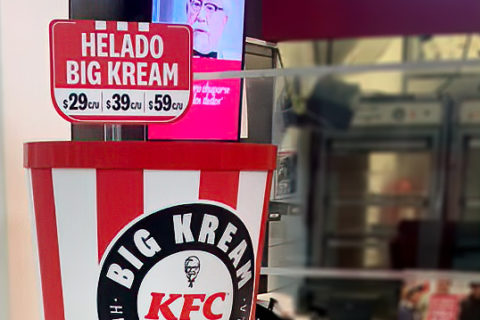 HELADO
BIG KREAM
$29C/U $39C/U $59C/U
BIG KREAM
KFC